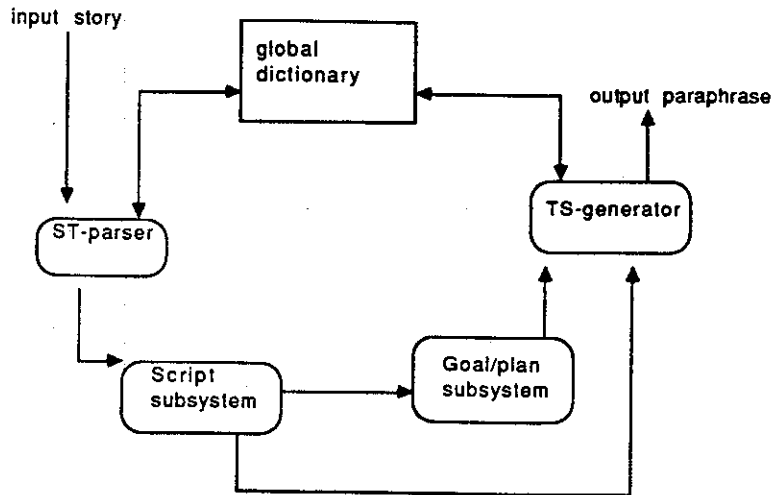 input story
global
dictionary
output paraphrase
ST-parser
TS-generator
Script
subsystem
Goal/plan
subsystem